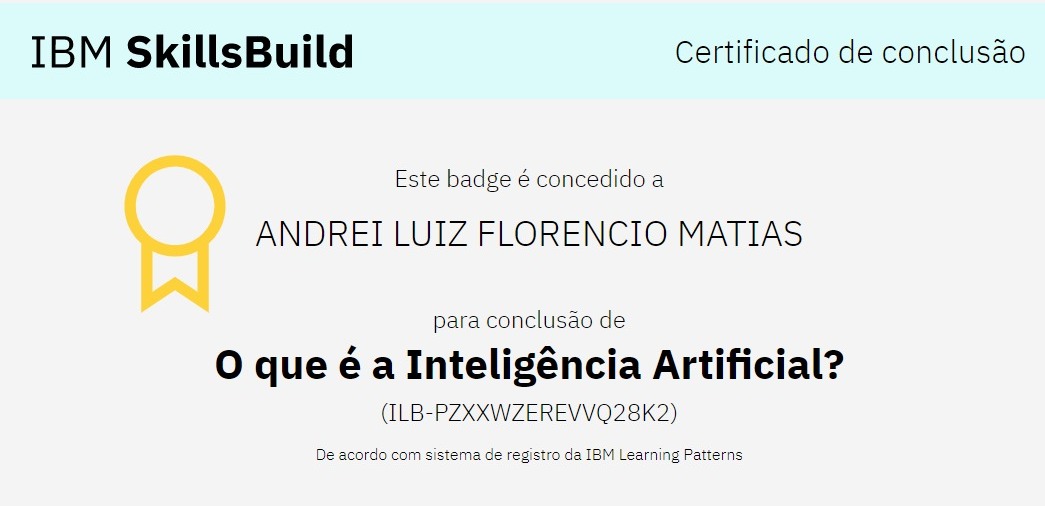 IBM SkillsBuild
Certificado de conclusão
Este badge é concedido a
ANDREI LUIZ FLORENCIO MATIAS
para conclusão de
O que é a Inteligência Artificial?
(ILB-PZXXWZEREVVQ28K2)
De acordo com sistema de registro da IBM Learning Patterns